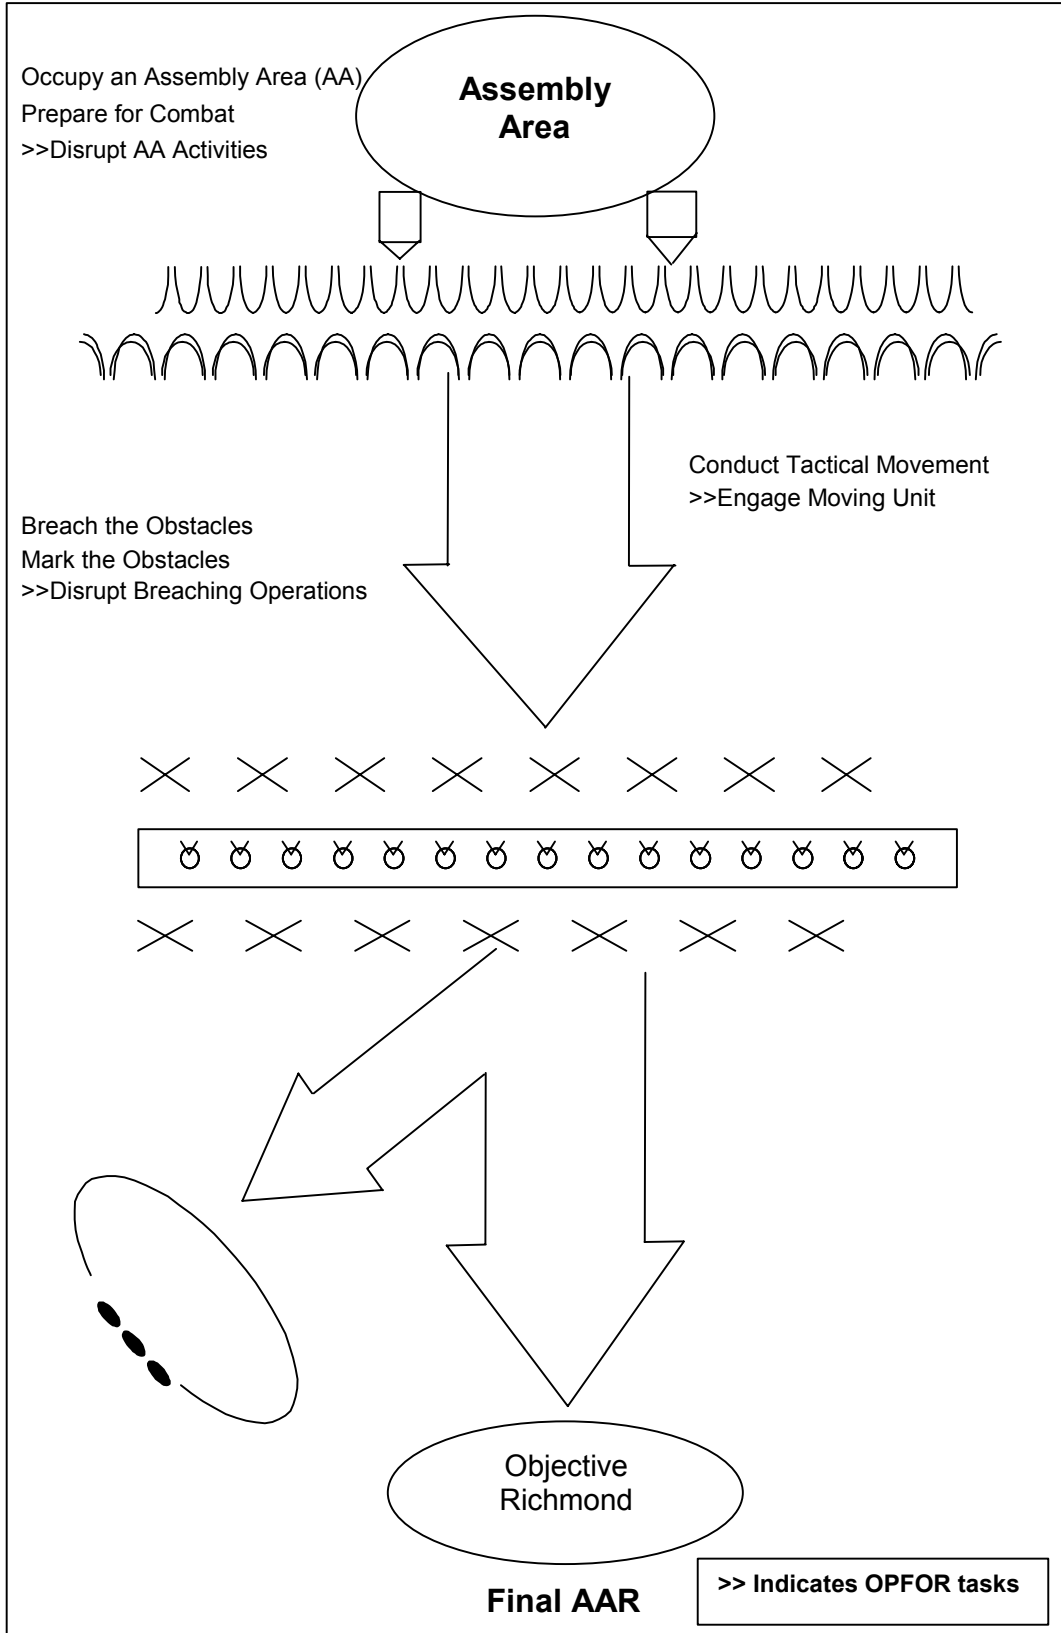 Occupy an Assembly Area (AA)
Prepare for Combat
>>Disrupt AA Activities
Assembly
Area
Conduct Tactical Movement
>>Engage Moving Unit
Breach the Obstacles
Mark the Obstacles
>>Disrupt Breaching Operations
Objective
Richmond
Final AAR
>> Indicates OPFOR tasks